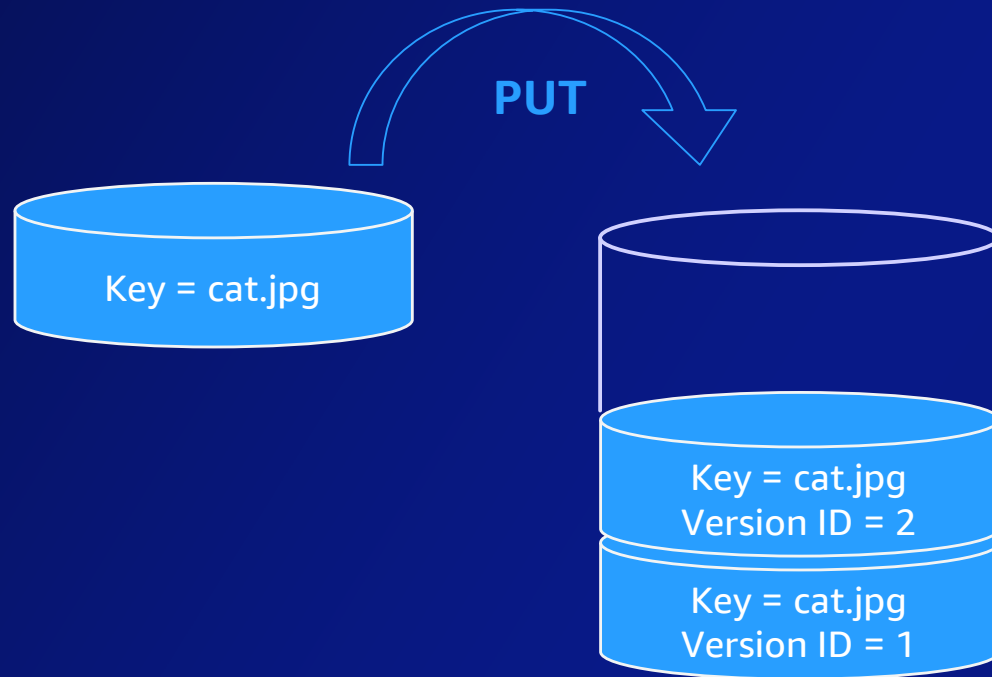 PUT
Key = cat.jpg
Key = cat.jpg
Version ID = 2
Key = cat.jpg
Version ID = 1